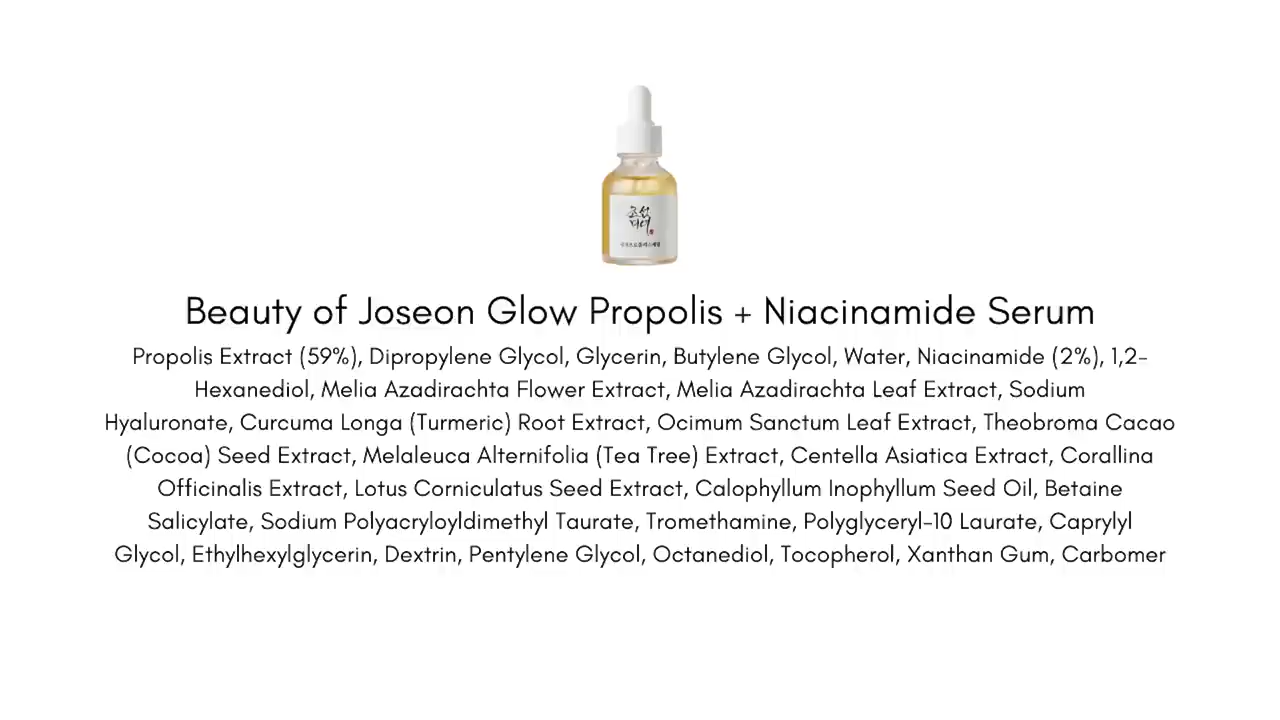 조선
미녀
Beauty of Joseon Glow Propolis + Niacinamide Serum
Propolis Extract (59%), Dipropylene Glycol, Glycerin, Butylene Glycol, Water, Niacinamide (2%), 1,2-
Hexanediol, Melia Azadirachta Flower Extract, Melia Azadirachta Leaf Extract, Sodium
Hyaluronate, Curcuma Longa (Turmeric) Root Extract, Ocimum Sanctum Leaf Extract, Theobroma Cacao
(Cocoa) Seed Extract, Melaleuca Alternifolia (Tea Tree) Extract, Centella Asiatica Extract, Corallina
Officinalis Extract, Lotus Corniculatus Seed Extract, Calophyllum Inophyllum Seed Oil, Betaine
Salicylate, Sodium Polyacryloyldimethyl Taurate, Tromethamine, Polyglyceryl-10 Laurate, Caprylyl
Glycol, Ethylhexylglycerin, Dextrin, Pentylene Glycol, Octanediol, Tocopherol, Xanthan Gum, Carbomer